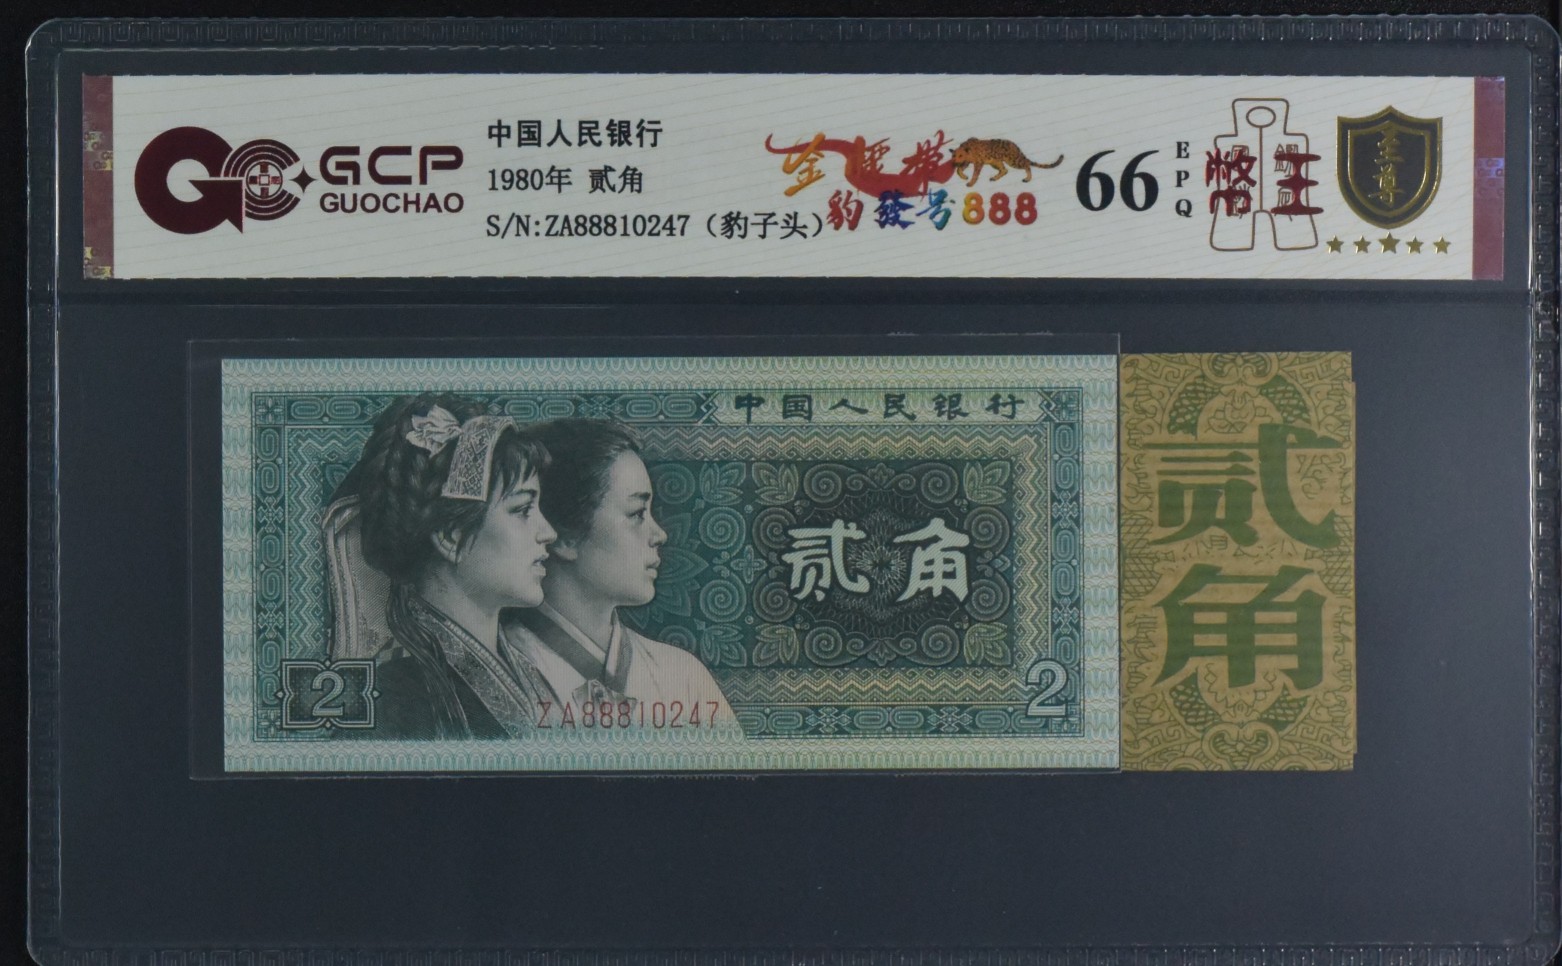 GCP
GUOCHAO
中国人民银行
1980年 贰角
S/N:ZA88810247（豹子头）
豹發号888
66
EPQ
至尊
中国人民银行
贰角
2
2
ZA88810247
贰角